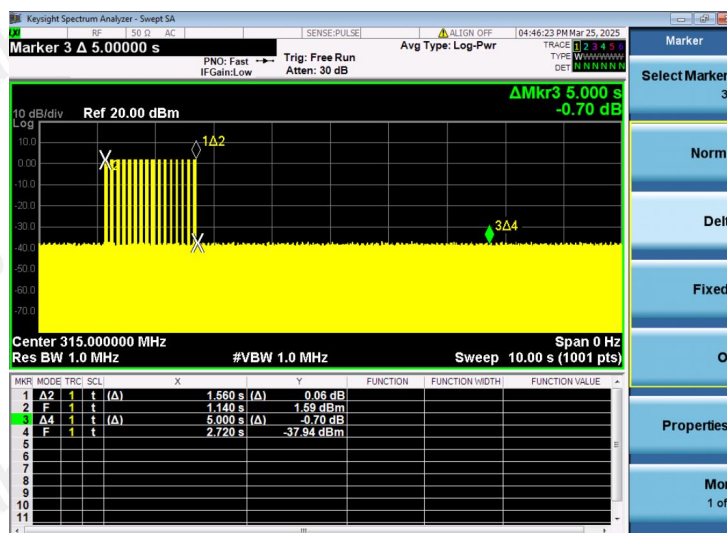 Keysight Spectrum Analyzer - Swept SA
RF 50 Ω AC SENSE:PULSE ALIGN OFF 04:46:23 PM Mar 25, 2025
Marker 3 Δ 5.00000 s
Avg Type: Log-Pwr
TRACE 1 2 3 4 5 6
TYPE WWWWWWW
DET N N N N N N
PNO: Fast
IFGain:Low
Trig: Free Run
Atten: 30 dB
ΔMkr3 5.000 s
-0.70 dB
10 dB/div Ref 20.00 dBm
Log
10.0
0.00
-10.0
-20.0
-30.0
-40.0
-50.0
-60.0
-70.0
1Δ2
2
3Δ4
Center 315.000000 MHz Span 0 Hz
Res BW 1.0 MHz #VBW 1.0 MHz Sweep 10.00 s (1001 pts)
MKR MODE TRC SCL X Y FUNCTION FUNCTION WIDTH FUNCTION VALUE
1 Δ2 1 t (Δ) 1.560 s (Δ) 0.06 dB
2 F 1 t 1.140 s 1.59 dBm
3 Δ4 1 t (Δ) 5.000 s (Δ) -0.70 dB
4 F 1 t 2.720 s -37.94 dBm
5
6
7
8
9
10
11
Marker
Select Marker
3
Norm
Delt
Fixed
O
Properties
Mor
1 of